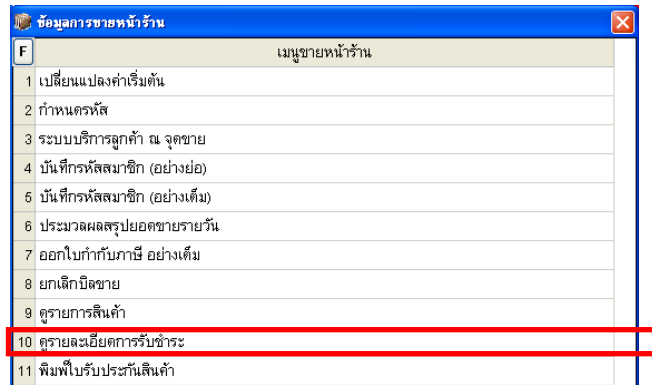 ข้อมูลการขายหน้าร้าน
F เมนูขายหน้าร้าน
1 เปลี่ยนแปลงค่าเริ่มต้น
2 กำหนดรหัส
3 ระบบบริการลูกค้า ณ จุดขาย
4 บันทึกรหัสสมาชิก (อย่างย่อ)
5 บันทึกรหัสสมาชิก (อย่างเต็ม)
6 ประมวลผลสรุปยอดขายรายวัน
7 ออกใบกำกับภาษี อย่างเต็ม
8 ยกเลิกบิลขาย
9 ดูรายการสินค้า
10 ดูรายละเอียดการรับชำระ
11 พิมพ์ใบรับประกันสินค้า